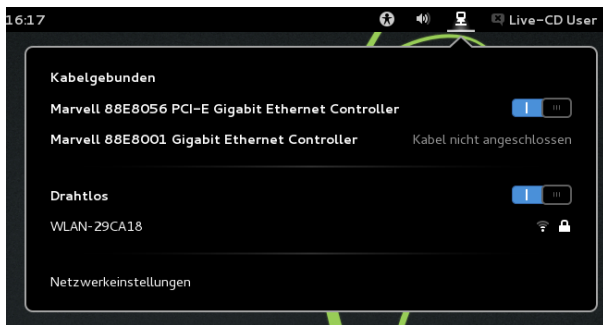 16:17 Live-CD User
Kabelgebunden
Marvell 88E8056 PCI-E Gigabit Ethernet Controller
Marvell 88E8001 Gigabit Ethernet Controller Kabel nicht angeschlossen
Drahtlos
WLAN-29CA18
Netzwerkeinstellungen